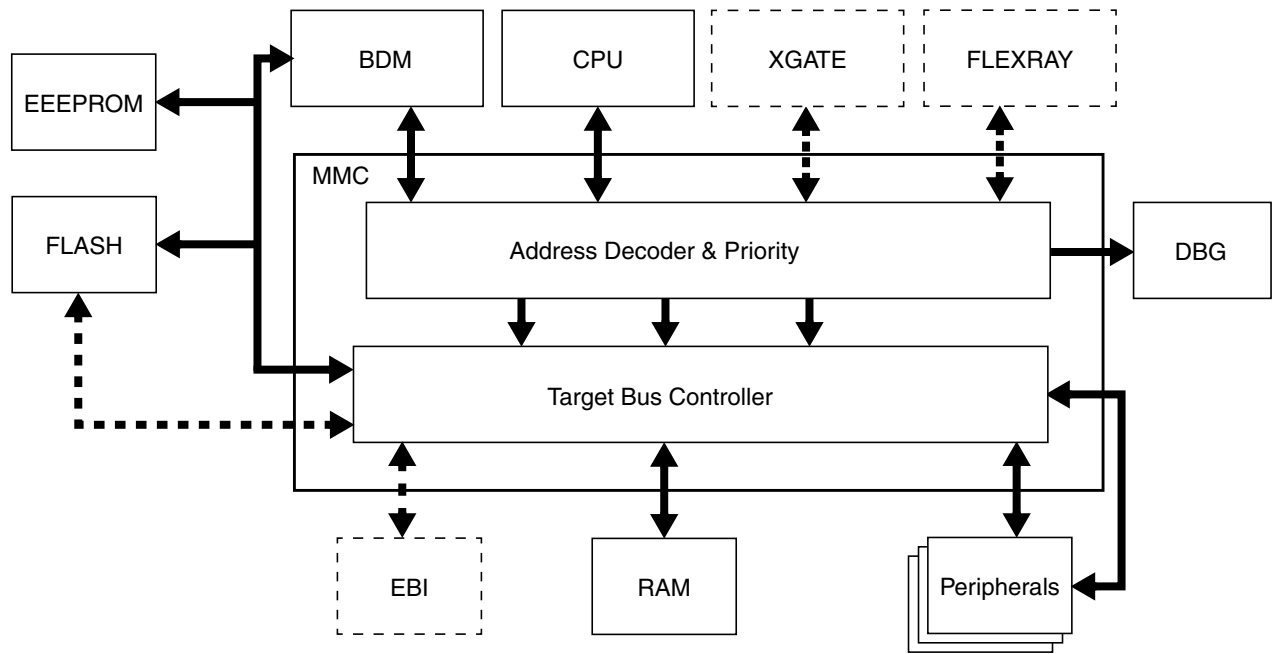 BDM
CPU
XGATE
FLEXRAY
EEEPROM
MMC
FLASH
Address Decoder & Priority
DBG
Target Bus Controller
EBI
RAM
Peripherals